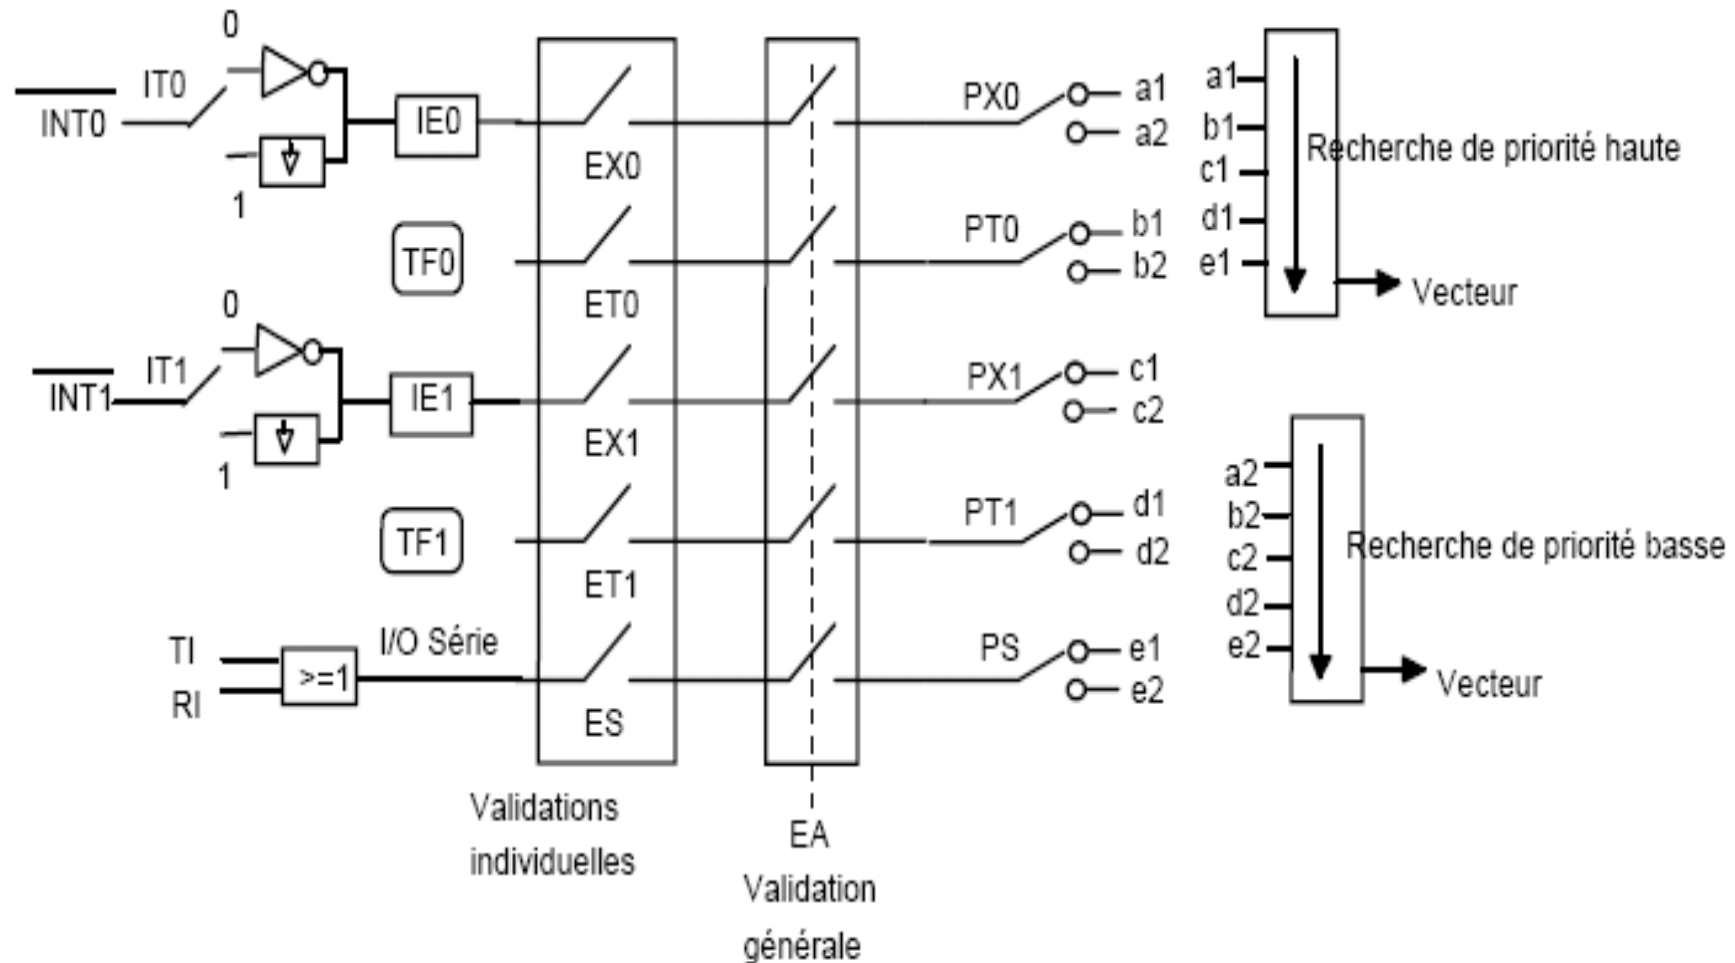 0
IT0
INT0
1
IE0
EX0
PX0
a1
a2
TF0
ET0
PT0
b1
b2
0
IT1
INT1
1
IE1
EX1
PX1
c1
c2
TF1
ET1
PT1
d1
d2
TI
RI
>=1
I/O Série
ES
PS
e1
e2
Validations
individuelles
EA
Validation
générale
a1
b1
c1
d1
e1
Recherche de priorité haute
Vecteur
a2
b2
c2
d2
e2
Recherche de priorité basse
Vecteur